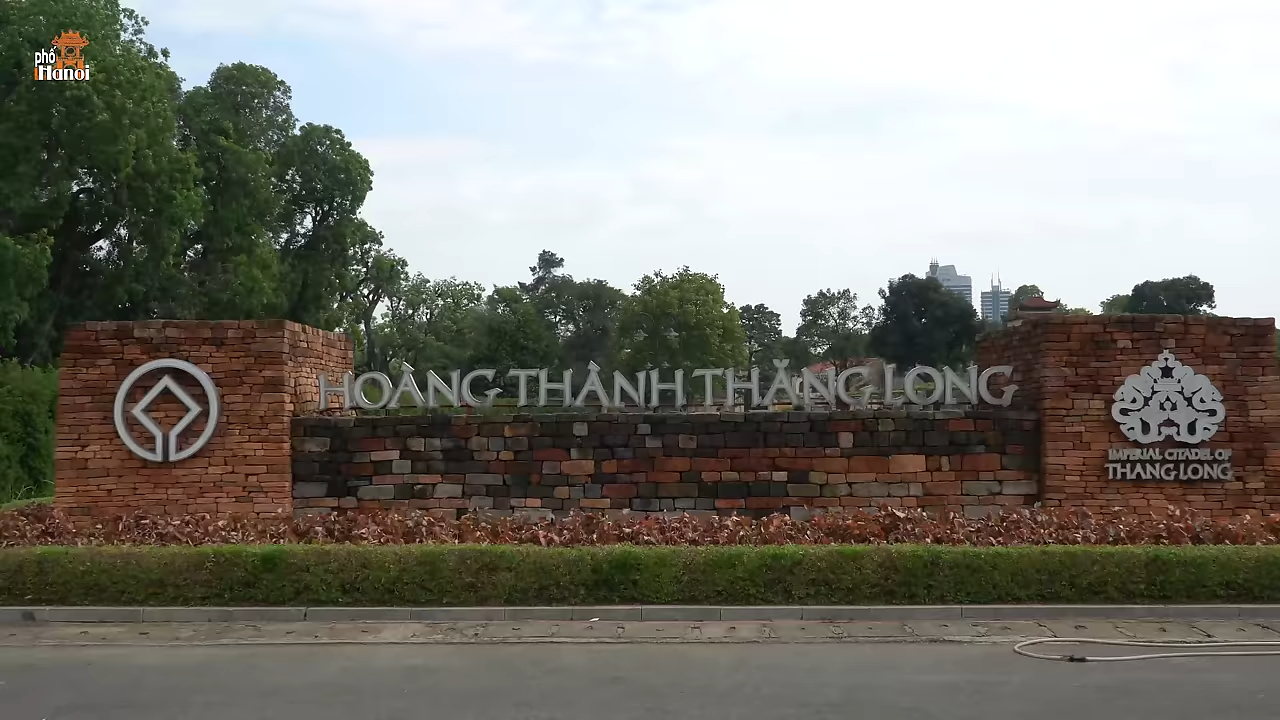 phố
Hanoi
HOÀNG THÀNH THĂNG LONG
IMPERIAL CITADEL OF
THANG LONG